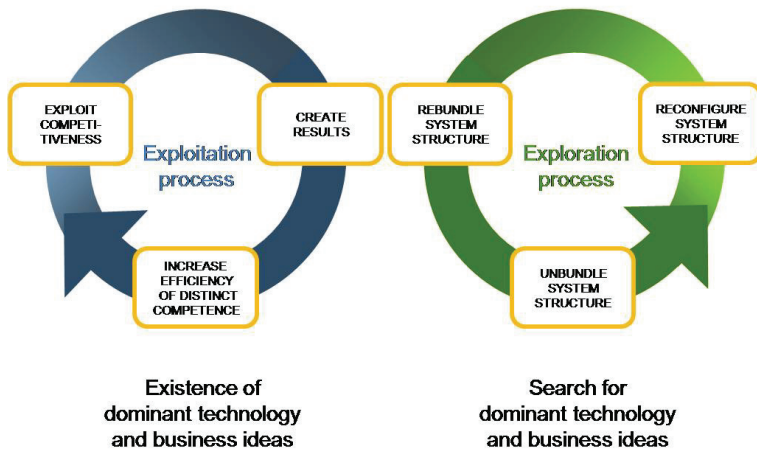 EXPLOIT
COMPETI-
TIVENESS
Exploitation
process
CREATE
RESULTS
INCREASE
EFFICIENCY
OF DISTINCT
COMPETENCE
Existence of
dominant technology
and business ideas
REBUNDLE
SYSTEM
STRUCTURE
Exploration
process
RECONFIGURE
SYSTEM
STRUCTURE
UNBUNDLE
SYSTEM
STRUCTURE
Search for
dominant technology
and business ideas